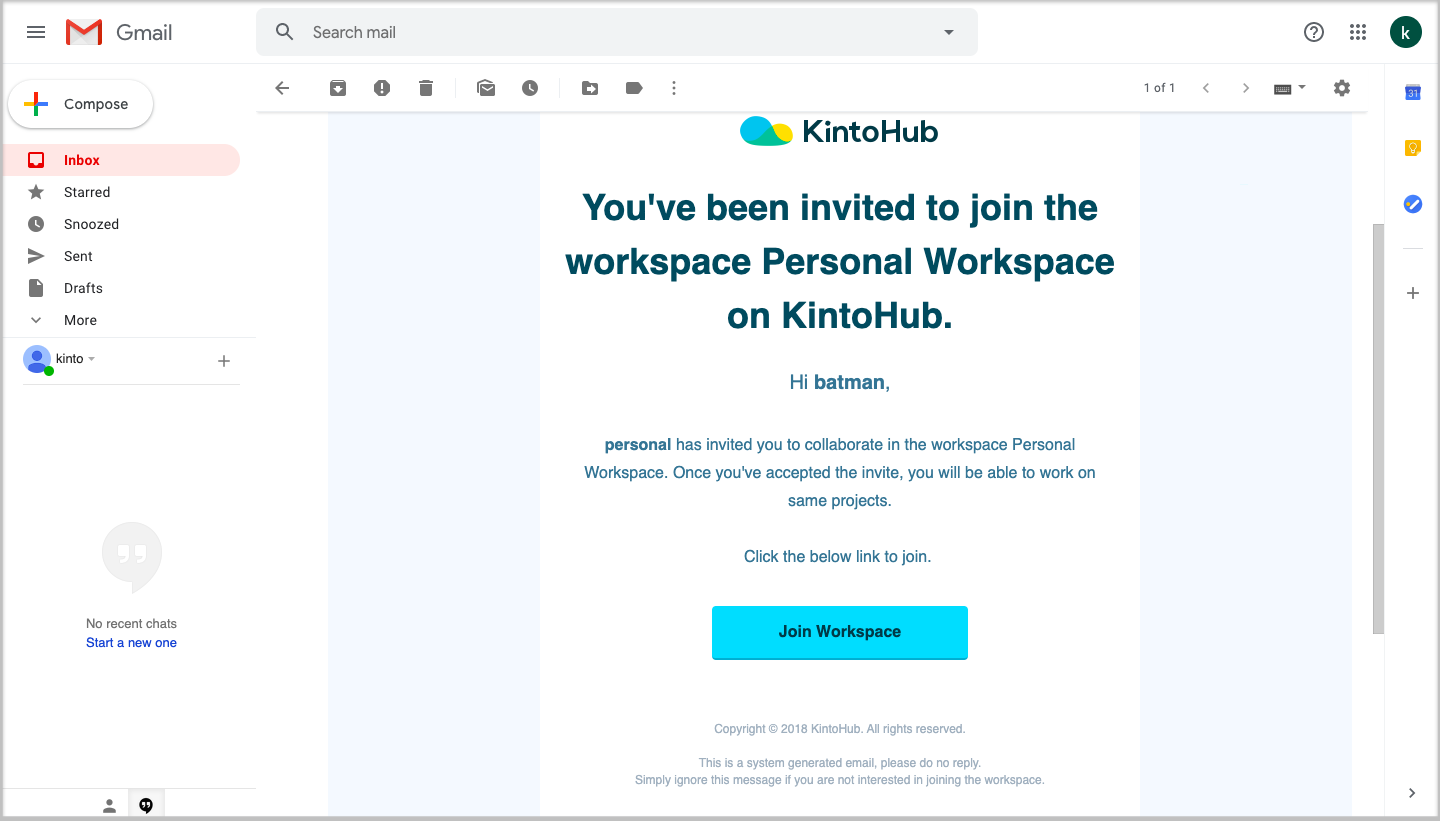 Gmail
Search mail
k
Compose
1 of 1
31
Inbox
Starred
Snoozed
Sent
Drafts
More
kinto
No recent chats
Start a new one
KintoHub
You've been invited to join the
workspace Personal Workspace
on KintoHub.
Hi batman,
personal has invited you to collaborate in the workspace Personal
Workspace. Once you've accepted the invite, you will be able to work on
same projects.
Click the below link to join.
Join Workspace
Copyright © 2018 KintoHub. All rights reserved.
This is a system generated email, please do no reply.
Simply ignore this message if you are not interested in joining the workspace.